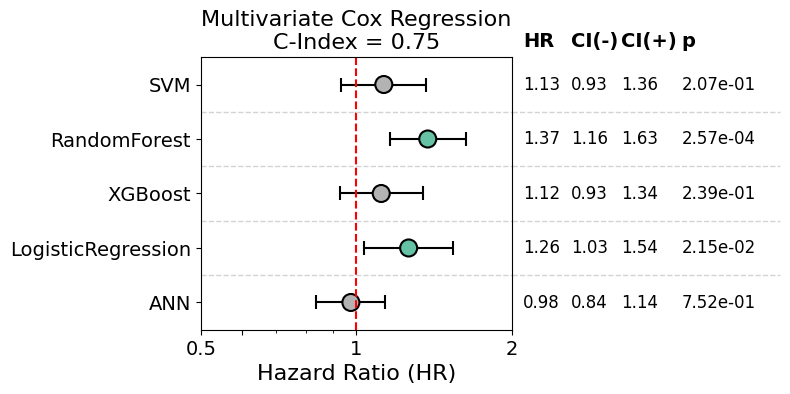 Multivariate Cox Regression
C-Index = 0.75
HR CI(-) CI(+) p
SVM 1.13 0.93 1.36 2.07e-01
RandomForest 1.37 1.16 1.63 2.57e-04
XGBoost 1.12 0.93 1.34 2.39e-01
LogisticRegression 1.26 1.03 1.54 2.15e-02
ANN 0.98 0.84 1.14 7.52e-01
0.5 1 2
Hazard Ratio (HR)